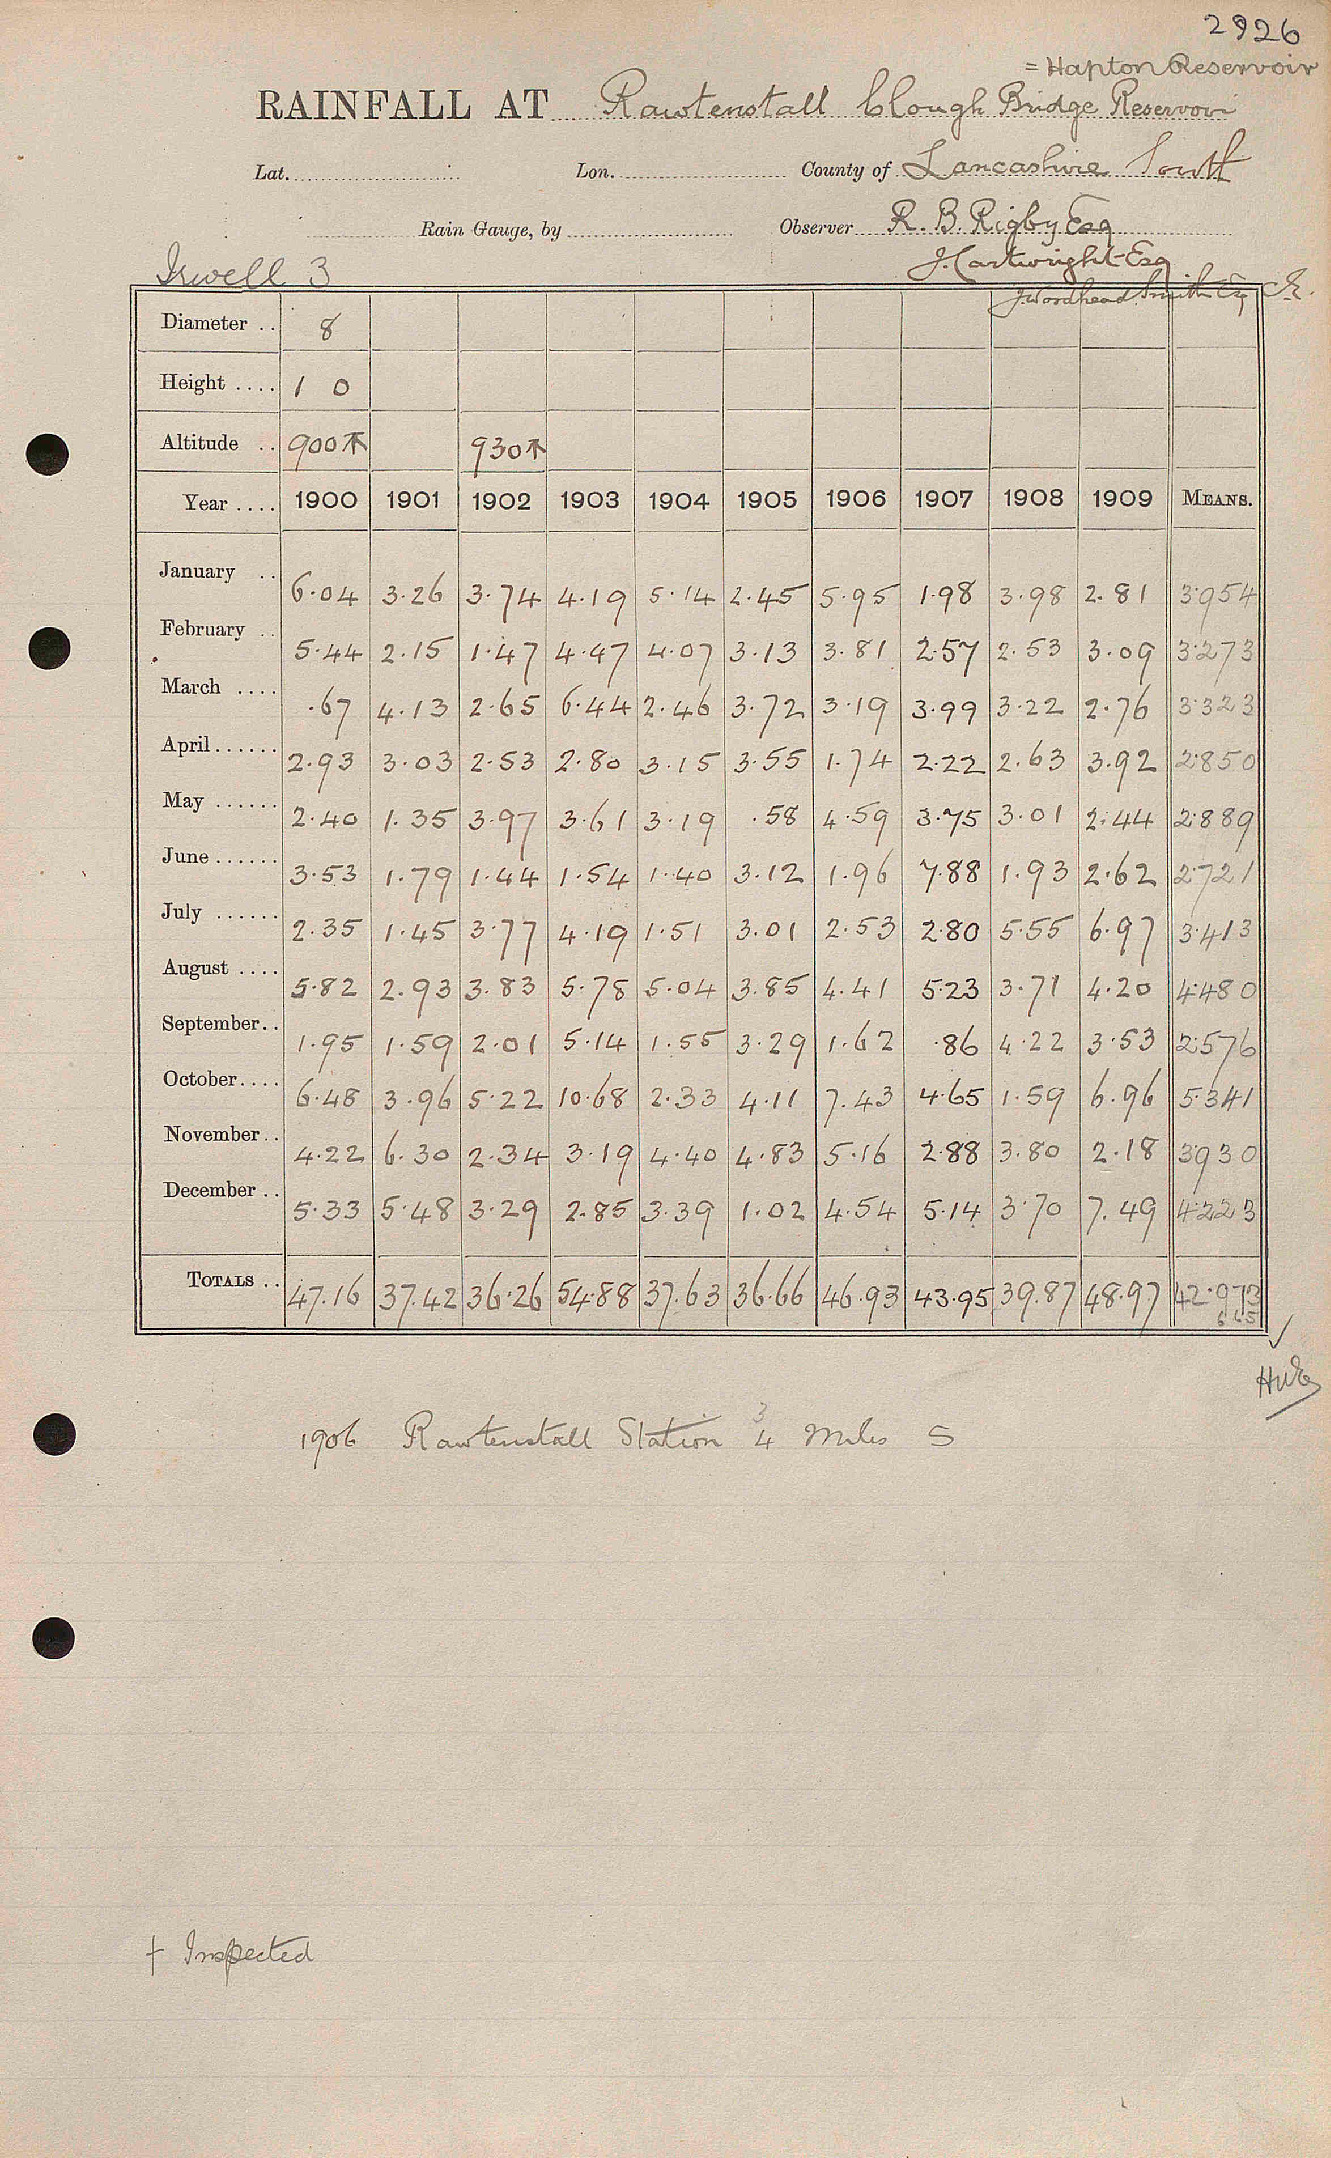 2926
= Hapton Reservoir
RAINFALL AT Rawtenstall Clough Bridge Reservoir
Lat. Lon. County of Lancashire South
Rain Gauge, by Observer R. B. Rigby Esq
J. Cartwright Esq
Irwell 3 J Woodhead Smith Esq
Diameter .. 8
Height .... 1 0
Altitude .. 900 930
Year .... 1900 1901 1902 1903 1904 1905 1906 1907 1908 1909 MEANS.
January .. 6.04 3.26 3.74 4.19 5.14 2.45 5.95 1.98 3.98 2.81 3.954
February .. 5.44 2.15 1.47 4.47 4.07 3.13 3.81 2.57 2.53 3.09 3.273
March .... .67 4.13 2.65 6.44 2.46 3.72 3.19 3.99 3.22 2.76 3.323
April...... 2.93 3.03 2.53 2.80 3.15 3.55 1.74 2.22 2.63 3.92 2.850
May ...... 2.40 1.35 3.97 3.61 3.19 .58 4.59 3.75 3.01 2.44 2.889
June...... 3.53 1.79 1.44 1.54 1.40 3.12 1.96 7.88 1.93 2.62 2.721
July ...... 2.35 1.45 3.77 4.19 1.51 3.01 2.53 2.80 5.55 6.97 3.413
August .... 5.82 2.93 3.83 5.78 5.04 3.85 4.41 5.23 3.71 4.20 4.480
September.. 1.95 1.59 2.01 5.14 1.55 3.29 1.62 .86 4.22 3.53 2.576
October.... 6.48 3.96 5.22 10.68 2.33 4.11 7.43 4.65 1.59 6.96 5.341
November.. 4.22 6.30 2.34 3.19 4.40 4.83 5.16 2.88 3.80 2.18 3.930
December .. 5.33 5.48 3.29 2.85 3.39 1.02 4.54 5.14 3.70 7.49 4.223
TOTALS .. 47.16 37.42 36.26 54.88 37.63 36.66 46.93 43.95 39.87 48.97 42.973
1906 Rawtenstall Station 3/4 Miles S
† Inspected